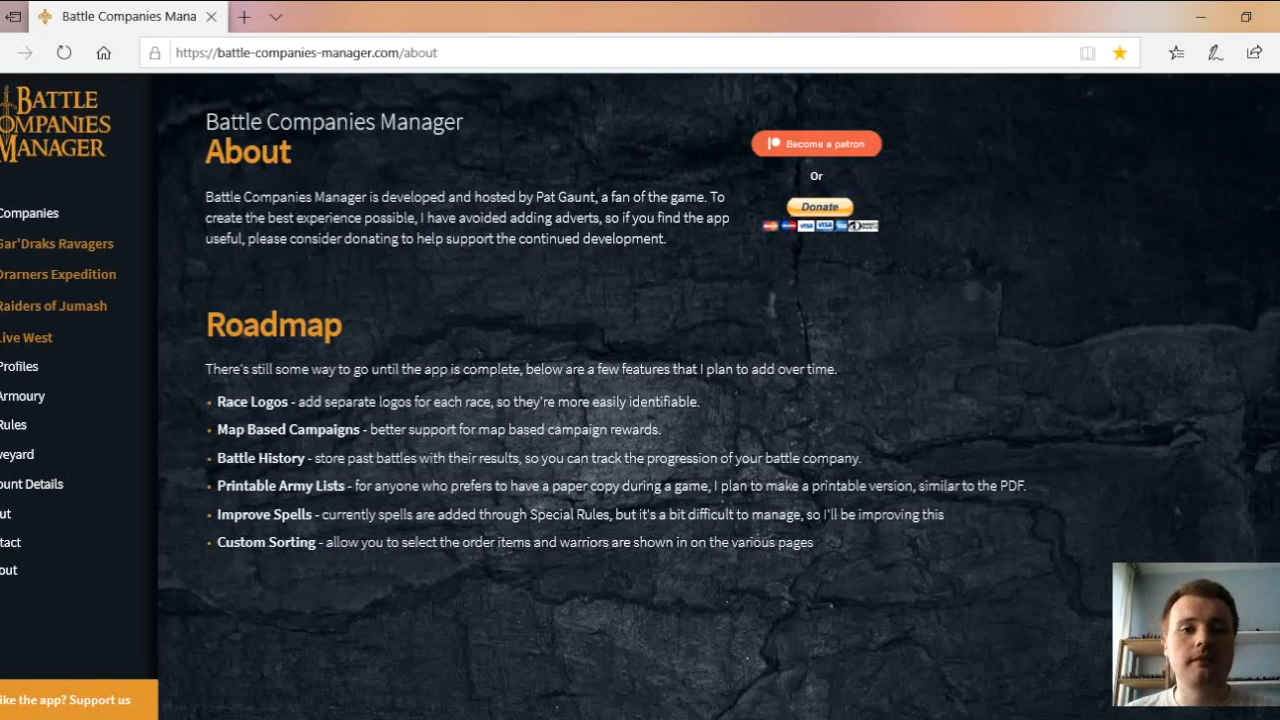 Battle Companies Mana
https://battle-companies-manager.com/about
BATTLE
COMPANIES
MANAGER
Companies
Gar'Draks Ravagers
Drarners Expedition
Raiders of Jumash
Live West
Profiles
Armoury
Rules
veyard
ount Details
out
tact
out
ike the app? Support us
Battle Companies Manager
About
Battle Companies Manager is developed and hosted by Pat Gaunt, a fan of the game. To
create the best experience possible, I have avoided adding adverts, so if you find the app
useful, please consider donating to help support the continued development.
Become a patron
Or
Donate
VISA VISA
Roadmap
There's still some way to go until the app is complete, below are a few features that I plan to add over time.
• Race Logos - add separate logos for each race, so they're more easily identifiable.
• Map Based Campaigns - better support for map based campaign rewards.
• Battle History - store past battles with their results, so you can track the progression of your battle company.
• Printable Army Lists - for anyone who prefers to have a paper copy during a game, I plan to make a printable version, similar to the PDF.
• Improve Spells - currently spells are added through Special Rules, but it's a bit difficult to manage, so I'll be improving this
• Custom Sorting - allow you to select the order items and warriors are shown in on the various pages